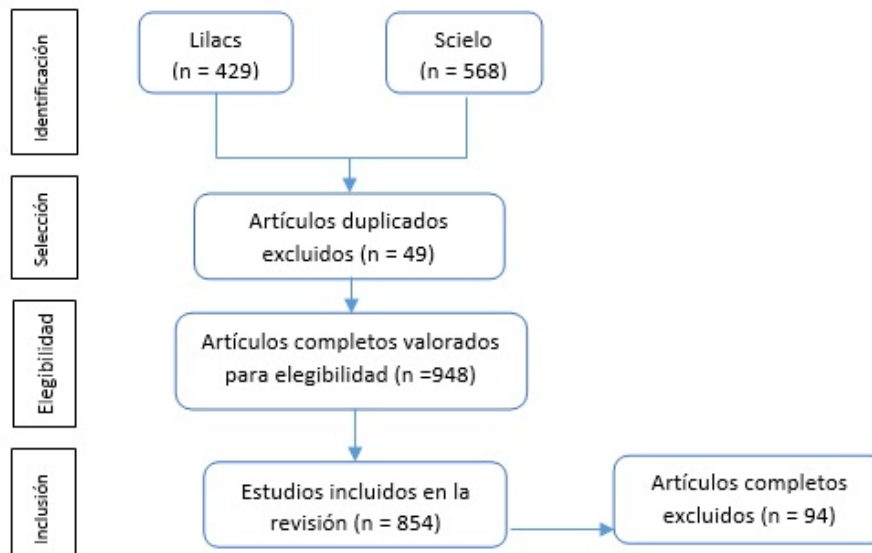 Identificación
Lilacs
(n = 429)
Scielo
(n = 568)
Selección
Artículos duplicados
excluidos (n = 49)
Elegibilidad
Artículos completos valorados
para elegibilidad (n =948)
Inclusión
Estudios incluidos en la
revisión (n = 854)
Artículos completos
excluidos (n = 94)